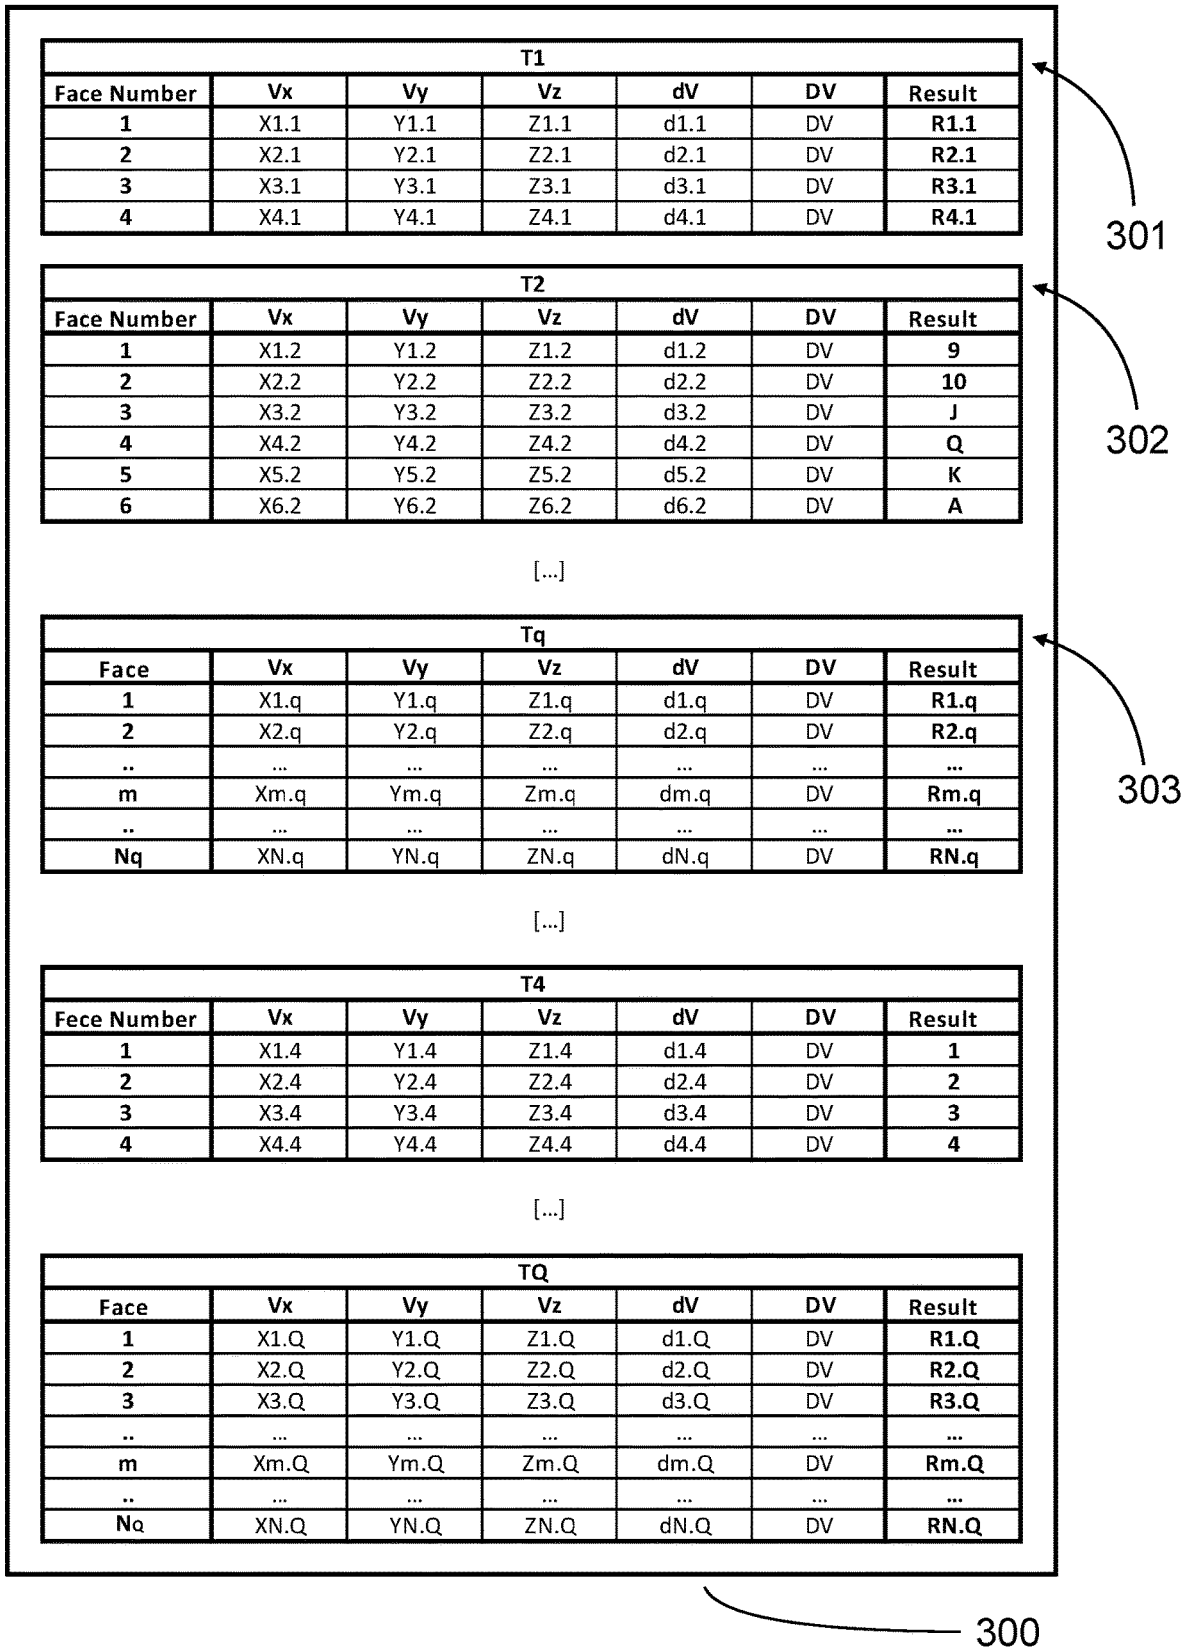 T1
Face Number Vx Vy Vz dV DV Result
1 X1.1 Y1.1 Z1.1 d1.1 DV R1.1
2 X2.1 Y2.1 Z2.1 d2.1 DV R2.1
3 X3.1 Y3.1 Z3.1 d3.1 DV R3.1
4 X4.1 Y4.1 Z4.1 d4.1 DV R4.1
301
T2
Face Number Vx Vy Vz dV DV Result
1 X1.2 Y1.2 Z1.2 d1.2 DV 9
2 X2.2 Y2.2 Z2.2 d2.2 DV 10
3 X3.2 Y3.2 Z3.2 d3.2 DV J
4 X4.2 Y4.2 Z4.2 d4.2 DV Q
5 X5.2 Y5.2 Z5.2 d5.2 DV K
6 X6.2 Y6.2 Z6.2 d6.2 DV A
302
[...]
Tq
Face Vx Vy Vz dV DV Result
1 X1.q Y1.q Z1.q d1.q DV R1.q
2 X2.q Y2.q Z2.q d2.q DV R2.q
.. ... ... ... ... ... ...
m Xm.q Ym.q Zm.q dm.q DV Rm.q
.. ... ... ... ... ... ...
Nq XN.q YN.q ZN.q dN.q DV RN.q
303
[...]
T4
Fece Number Vx Vy Vz dV DV Result
1 X1.4 Y1.4 Z1.4 d1.4 DV 1
2 X2.4 Y2.4 Z2.4 d2.4 DV 2
3 X3.4 Y3.4 Z3.4 d3.4 DV 3
4 X4.4 Y4.4 Z4.4 d4.4 DV 4
[...]
TQ
Face Vx Vy Vz dV DV Result
1 X1.Q Y1.Q Z1.Q d1.Q DV R1.Q
2 X2.Q Y2.Q Z2.Q d2.Q DV R2.Q
3 X3.Q Y3.Q Z3.Q d3.Q DV R3.Q
.. ... ... ... ... ... ...
m Xm.Q Ym.Q Zm.Q dm.Q DV Rm.Q
.. ... ... ... ... ... ...
NQ XN.Q YN.Q ZN.Q dN.Q DV RN.Q
300